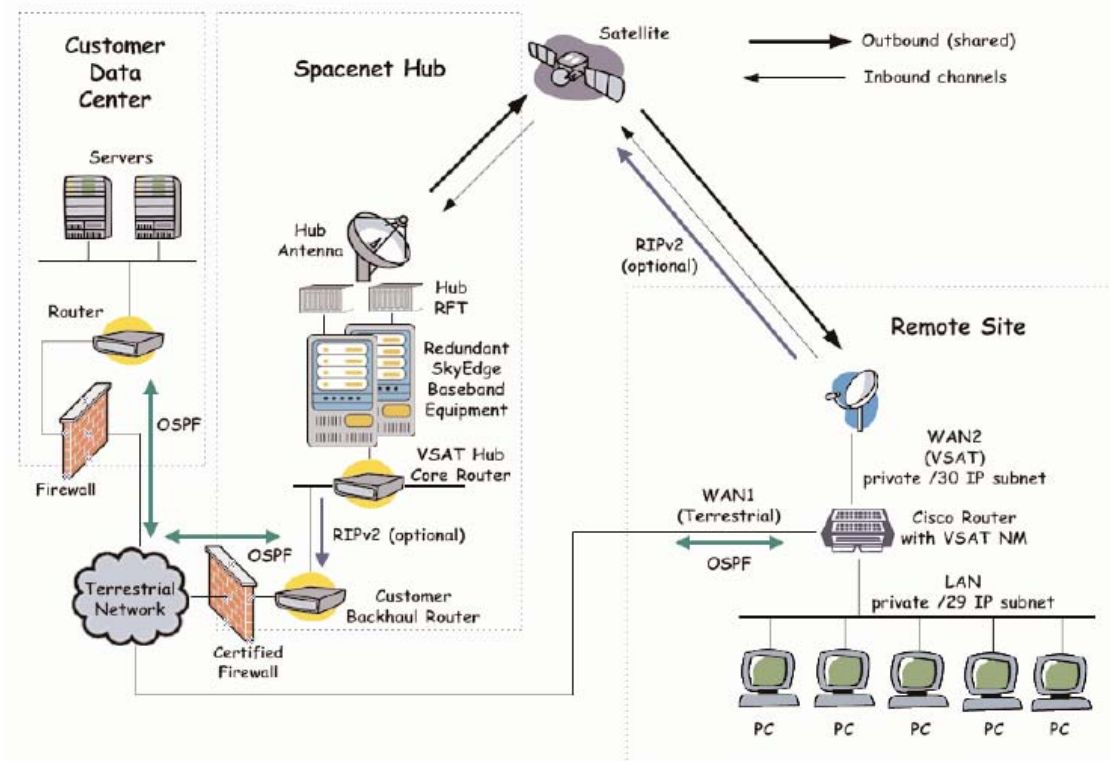 Customer
Data
Center
Servers
Router
OSPF
Firewall
Terrestrial
Network
Spacenet Hub
Hub
Antenna
Hub
RFT
Redundant
SkyEdge
Baseband
Equipment
VSAT Hub
Core Router
RIPv2 (optional)
OSPF
Customer
Backhaul Router
Certified
Firewall
Satellite
Outbound (shared)
Inbound channels
RIPv2
(optional)
Remote Site
WAN2
(VSAT)
private /30 IP subnet
WAN1
(Terrestrial)
OSPF
Cisco Router
with VSAT NM
LAN
private /29 IP subnet
PC
PC
PC
PC
PC